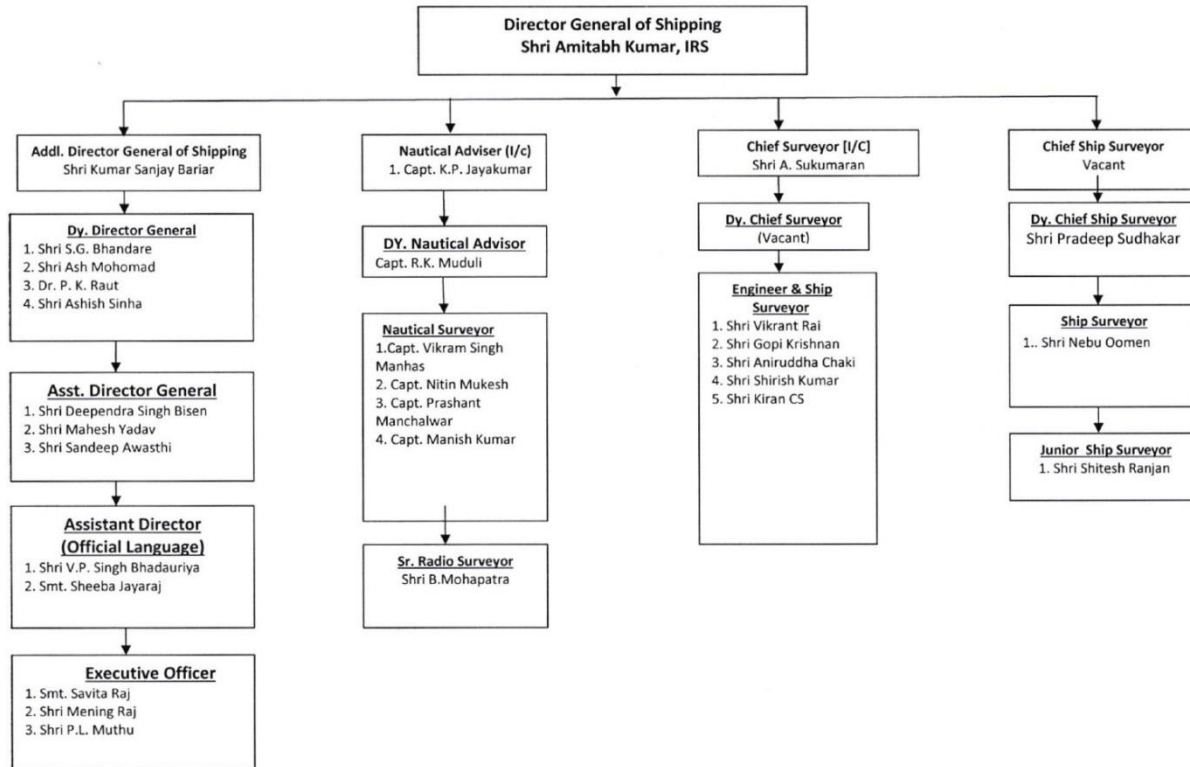 Director General of Shipping
Shri Amitabh Kumar, IRS
Addl. Director General of Shipping
Shri Kumar Sanjay Bariar
Dy. Director General
1. Shri S.G. Bhandare
2. Shri Ash Mohomad
3. Dr. P. K. Raut
4. Shri Ashish Sinha
Asst. Director General
1. Shri Deependra Singh Bisen
2. Shri Mahesh Yadav
3. Shri Sandeep Awasthi
Assistant Director
(Official Language)
1. Shri V.P. Singh Bhadauriya
2. Smt. Sheeba Jayaraj
Executive Officer
1. Smt. Savita Raj
2. Shri Mening Raj
3. Shri P.L. Muthu
Nautical Adviser (I/c)
1. Capt. K.P. Jayakumar
DY. Nautical Advisor
Capt. R.K. Muduli
Nautical Surveyor
1.Capt. Vikram Singh
Manhas
2. Capt. Nitin Mukesh
3. Capt. Prashant
Manchalwar
4. Capt. Manish Kumar
Sr. Radio Surveyor
Shri B.Mohapatra
Chief Surveyor [I/C]
Shri A. Sukumaran
Dy. Chief Surveyor
(Vacant)
Engineer & Ship
Surveyor
1. Shri Vikrant Rai
2. Shri Gopi Krishnan
3. Shri Aniruddha Chaki
4. Shri Shirish Kumar
5. Shri Kiran CS
Chief Ship Surveyor
Vacant
Dy. Chief Ship Surveyor
Shri Pradeep Sudhakar
Ship Surveyor
1.. Shri Nebu Oomen
Junior Ship Surveyor
1. Shri Shitesh Ranjan